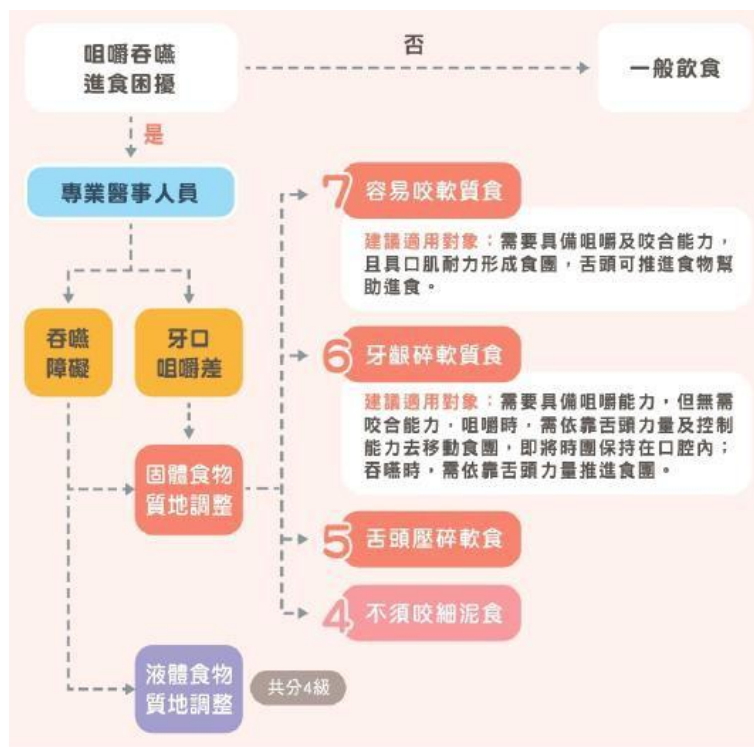 咀嚼吞嚥
進食困擾
否
一般飲食
是
專業醫事人員
吞嚥
障礙
牙口
咀嚼差
固體食物
質地調整
液體食物
質地調整
共分4級
7 容易咬軟質食
建議適用對象：需要具備咀嚼及咬合能力，
且具口肌耐力形成食團，舌頭可推進食物幫
助進食。
6 牙齦碎軟質食
建議適用對象：需要具備咀嚼能力，但無需
咬合能力，咀嚼時，需依靠舌頭力量及控制
能力去移動食團，即將時團保持在口腔內；
吞嚥時，需依靠舌頭力量推進食團。
5 舌頭壓碎軟食
4 不須咬細泥食